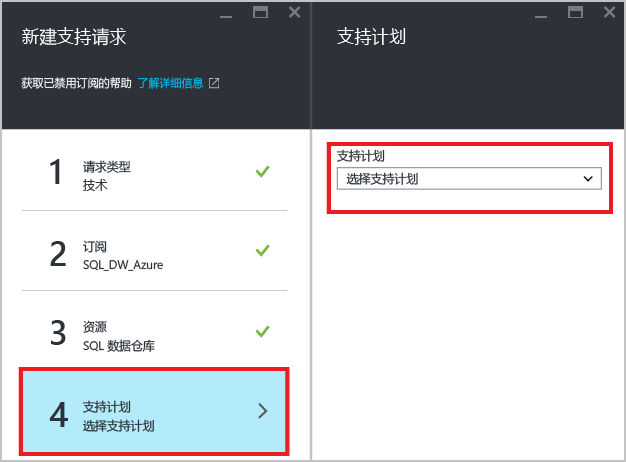 新建支持请求
获取已禁用订阅的帮助 了解详细信息
1
请求类型
技术
2
订阅
SQL_DW_Azure
3
资源
SQL 数据仓库
4
支持计划
选择支持计划
支持计划
支持计划
选择支持计划